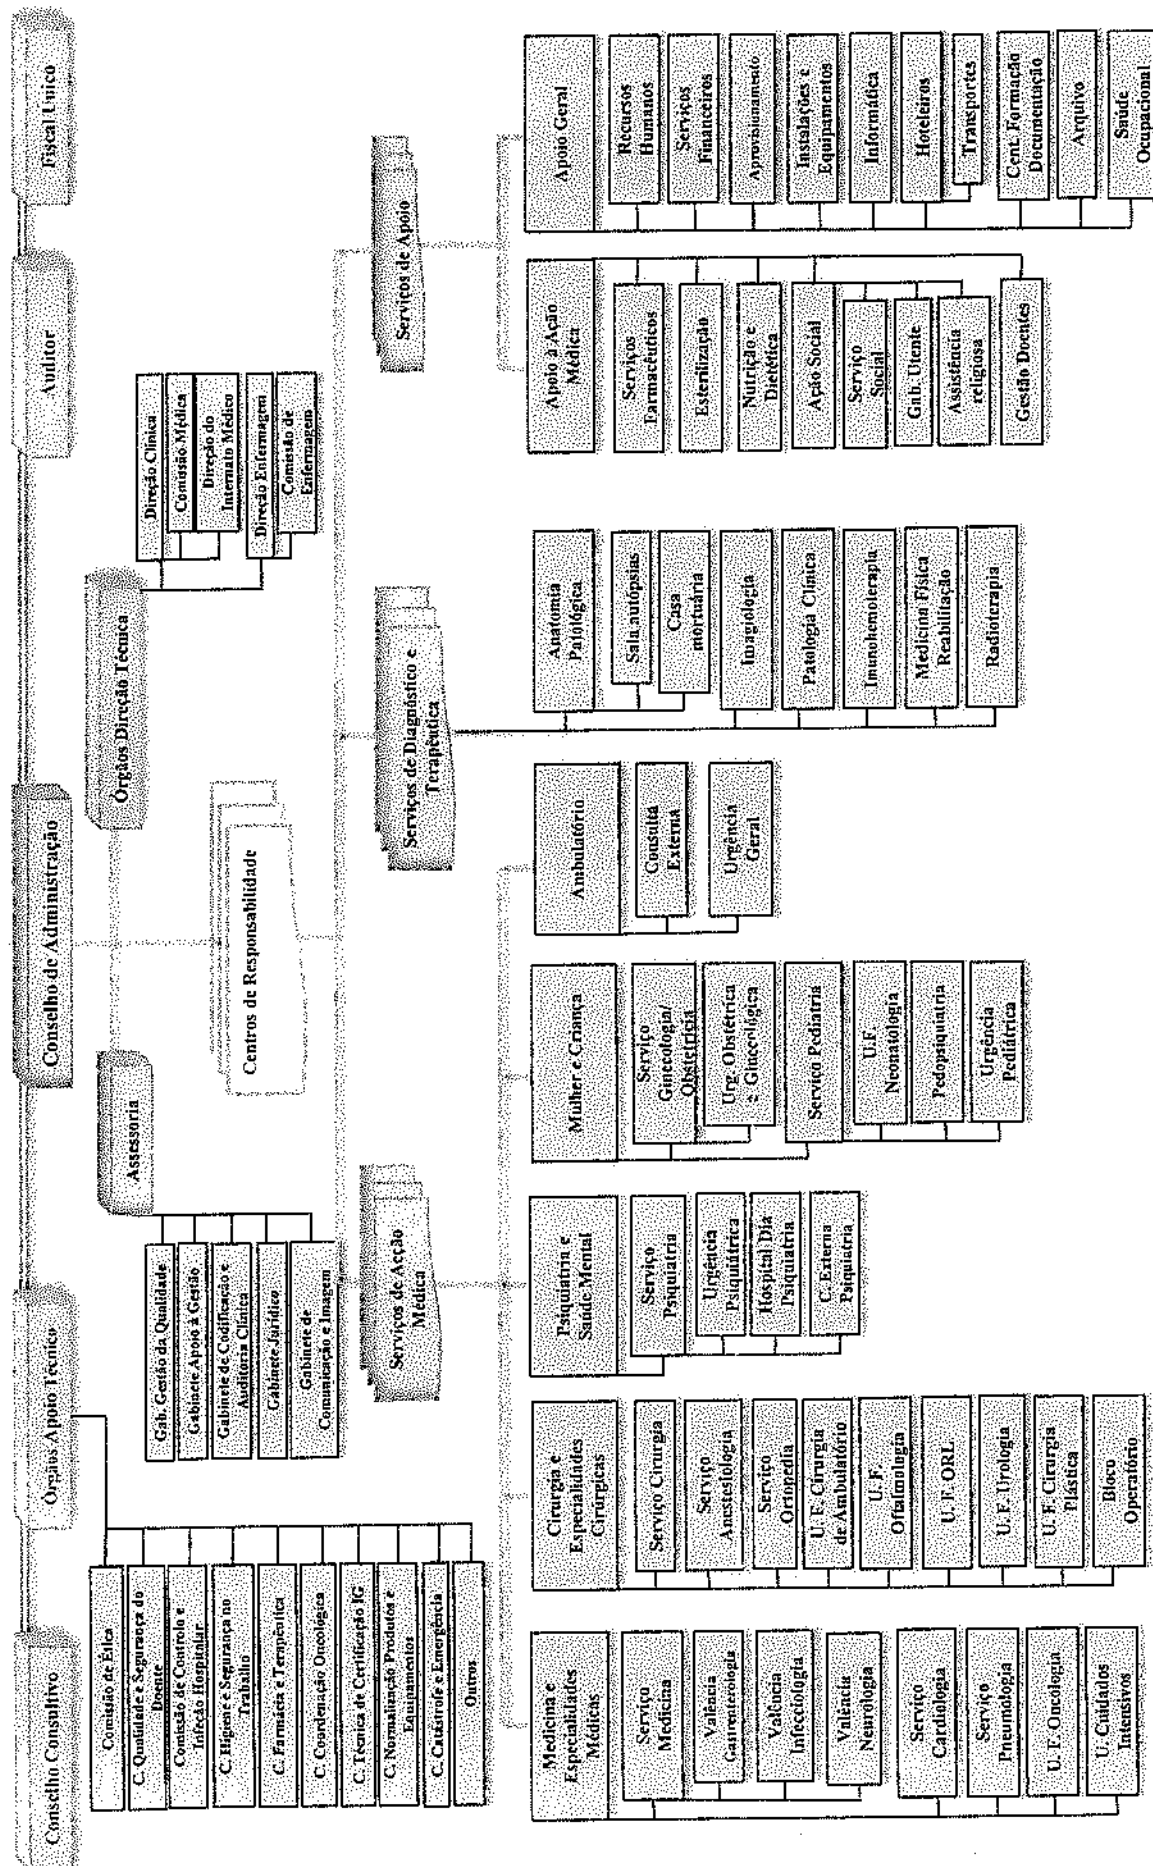 Conselho Consultivo
Órgãos Apoio Técnico
Conselho de Administração
Auditor
Fiscal Único
Comissão de Ética
C. Qualidade e Segurança do
Doente
Comissão de Controlo e
Infeção Hospitalar
C. Higiene e Segurança no
Trabalho
C. Farmácia e Terapêutica
C. Coordenação Oncológica
C. Técnica de Certificação IG
C. Normalização Produtos e
Equipamentos
C. Catástrofe e Emergência
Outros
Assessoria
Gab. Gestão da Qualidade
Gabinete Apoio à Gestão
Gabinete de Codificação e
Auditoria Clínica
Gabinete Jurídico
Gabinete de
Comunicação e Imagem
Órgãos Direção Técnica
Direção Clínica
Comissão Médica
Direção do
Internato Médico
Direção Enfermagem
Comissão de
Enfermagem
Centros de Responsabilidade
Serviços de Acção
Médica
Serviços de Diagnóstico e
Terapêutica
Serviços de Apoio
Medicina e
Especialidades
Médicas
Serviço
Medicina
Valência
Gastrenterologia
Valência
Infecciologia
Valência
Neurologia
Serviço
Cardiologia
Serviço
Pneumologia
U. F. Oncologia
U. Cuidados
Intensivos
Cirurgia e
Especialidades
Cirúrgicas
Serviço Cirurgia
Serviço
Anestesiologia
Serviço
Ortopedia
U. F. Cirurgia
de Ambulatório
U. F.
Oftalmologia
U. F. ORL
U. F. Urologia
U. F. Cirurgia
Plástica
Bloco
Operatório
Psiquiatria e
Saúde Mental
Serviço
Psiquiatria
Urgência
Psiquiátrica
Hospital Dia
Psiquiatria
C. Externa
Psiquiatria
Mulher e Criança
Serviço
Ginecologia/
Obstetrícia
Urg Obstétrica
e Ginecológica
Serviço Pediatria
U.F.
Neonatologia
Pedopsiquiatria
Urgência
Pediátrica
Ambulatório
Consulta
Externa
Urgência
Geral
Anatomia
Patológica
Sala autópsias
Casa
mortuária
Imagiologia
Patologia Clínica
Imunohemoterapia
Medicina Física
Reabilitação
Radioterapia
Apoio à Ação
Médica
Serviços
Farmacêuticos
Esterilização
Nutrição e
Dietética
Ação Social
Serviço
Social
Gab. Utente
Assistência
religiosa
Gestão Doentes
Apoio Geral
Recursos
Humanos
Serviços
Financeiros
Aprovisionamento
Instalações e
Equipamentos
Informática
Hoteleiros
Transportes
Cent. Formação
Documentação
Arquivo
Saúde
Ocupacional